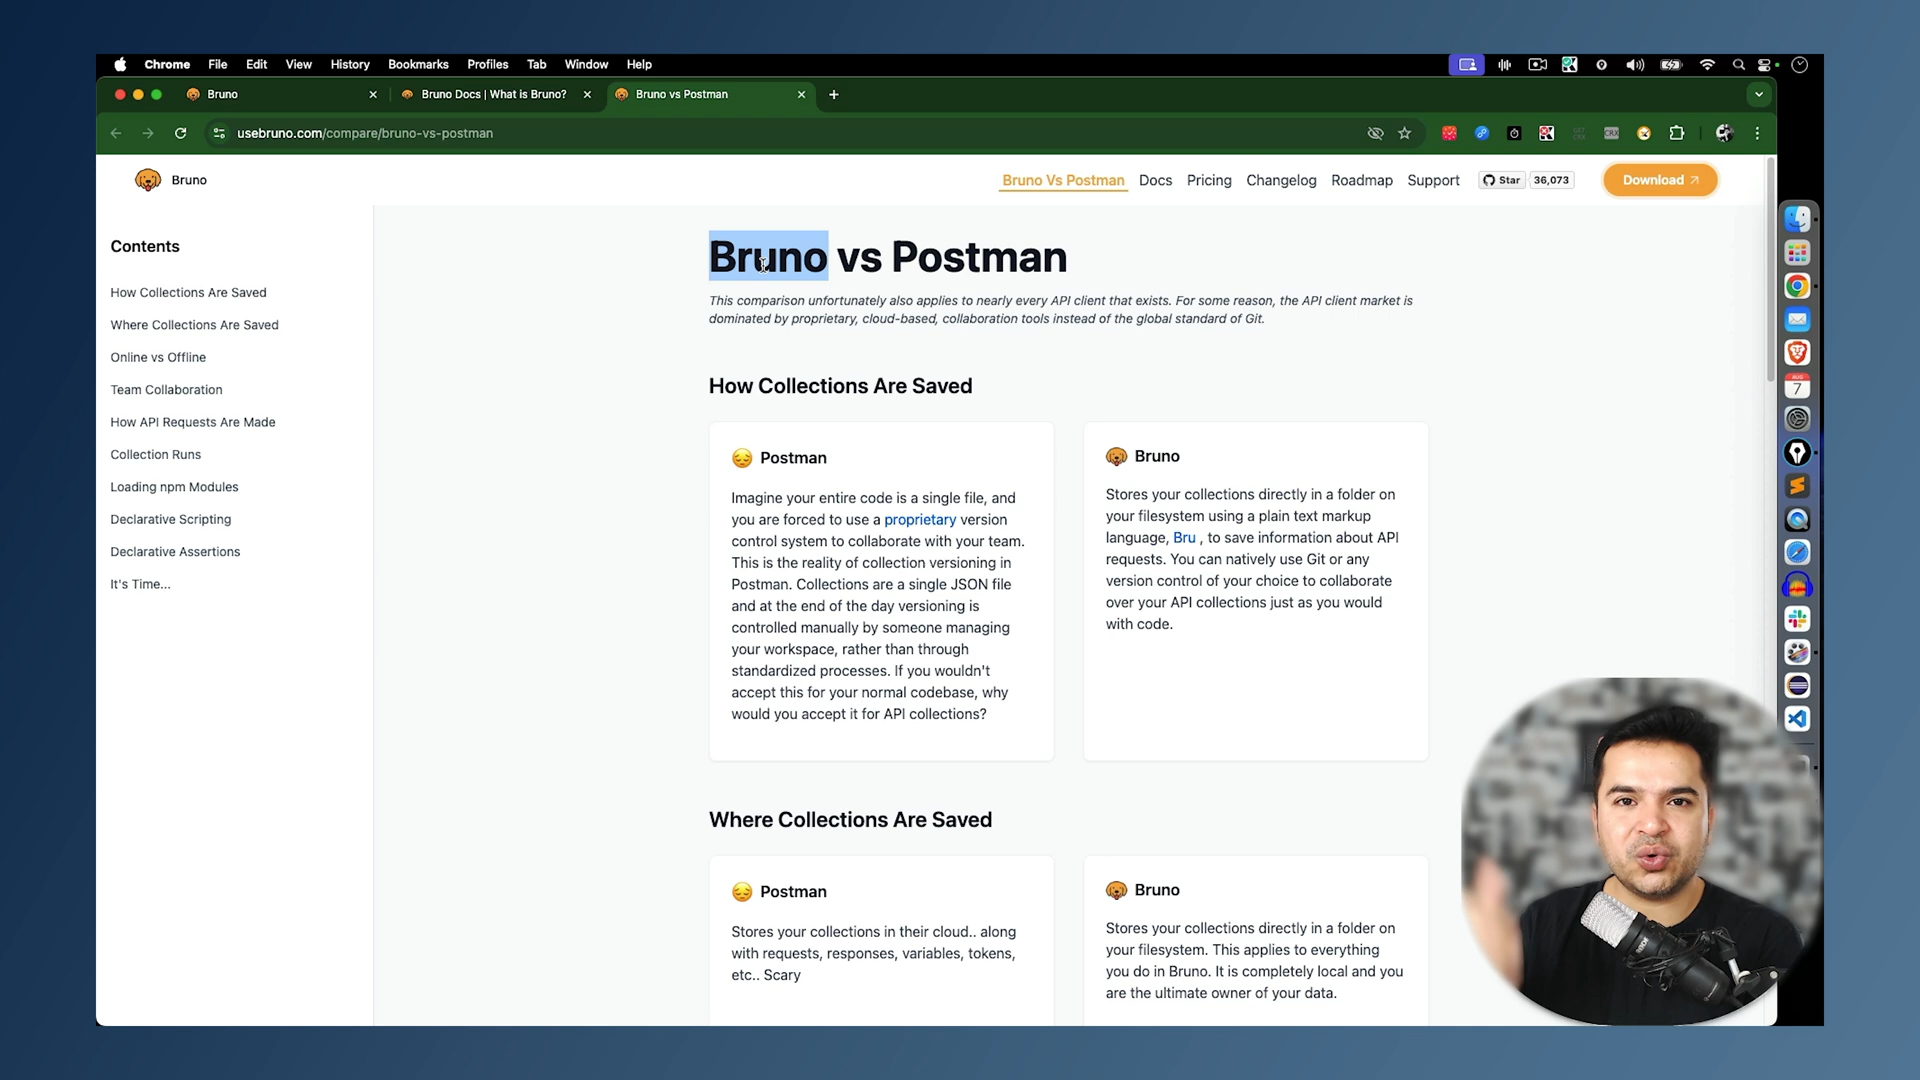 Chrome File Edit View History Bookmarks Profiles Tab Window Help
Bruno
Bruno Docs | What is Bruno?
Bruno vs Postman
usebruno.com/compare/bruno-vs-postman
Bruno
Bruno Vs Postman Docs Pricing Changelog Roadmap Support Star 36,073 Download
Contents
How Collections Are Saved
Where Collections Are Saved
Online vs Offline
Team Collaboration
How API Requests Are Made
Collection Runs
Loading npm Modules
Declarative Scripting
Declarative Assertions
It's Time...
Bruno vs Postman
This comparison unfortunately also applies to nearly every API client that exists. For some reason, the API client market is
dominated by proprietary, cloud-based, collaboration tools instead of the global standard of Git.
How Collections Are Saved
Postman
Imagine your entire code is a single file, and
you are forced to use a proprietary version
control system to collaborate with your team.
This is the reality of collection versioning in
Postman. Collections are a single JSON file
and at the end of the day versioning is
controlled manually by someone managing
your workspace, rather than through
standardized processes. If you wouldn't
accept this for your normal codebase, why
would you accept it for API collections?
Bruno
Stores your collections directly in a folder on
your filesystem using a plain text markup
language, Bru , to save information about API
requests. You can natively use Git or any
version control of your choice to collaborate
over your API collections just as you would
with code.
Where Collections Are Saved
Postman
Stores your collections in their cloud.. along
with requests, responses, variables, tokens,
etc.. Scary
Bruno
Stores your collections directly in a folder on
your filesystem. This applies to everything
you do in Bruno. It is completely local and you
are the ultimate owner of your data.
AUG
7
CRX